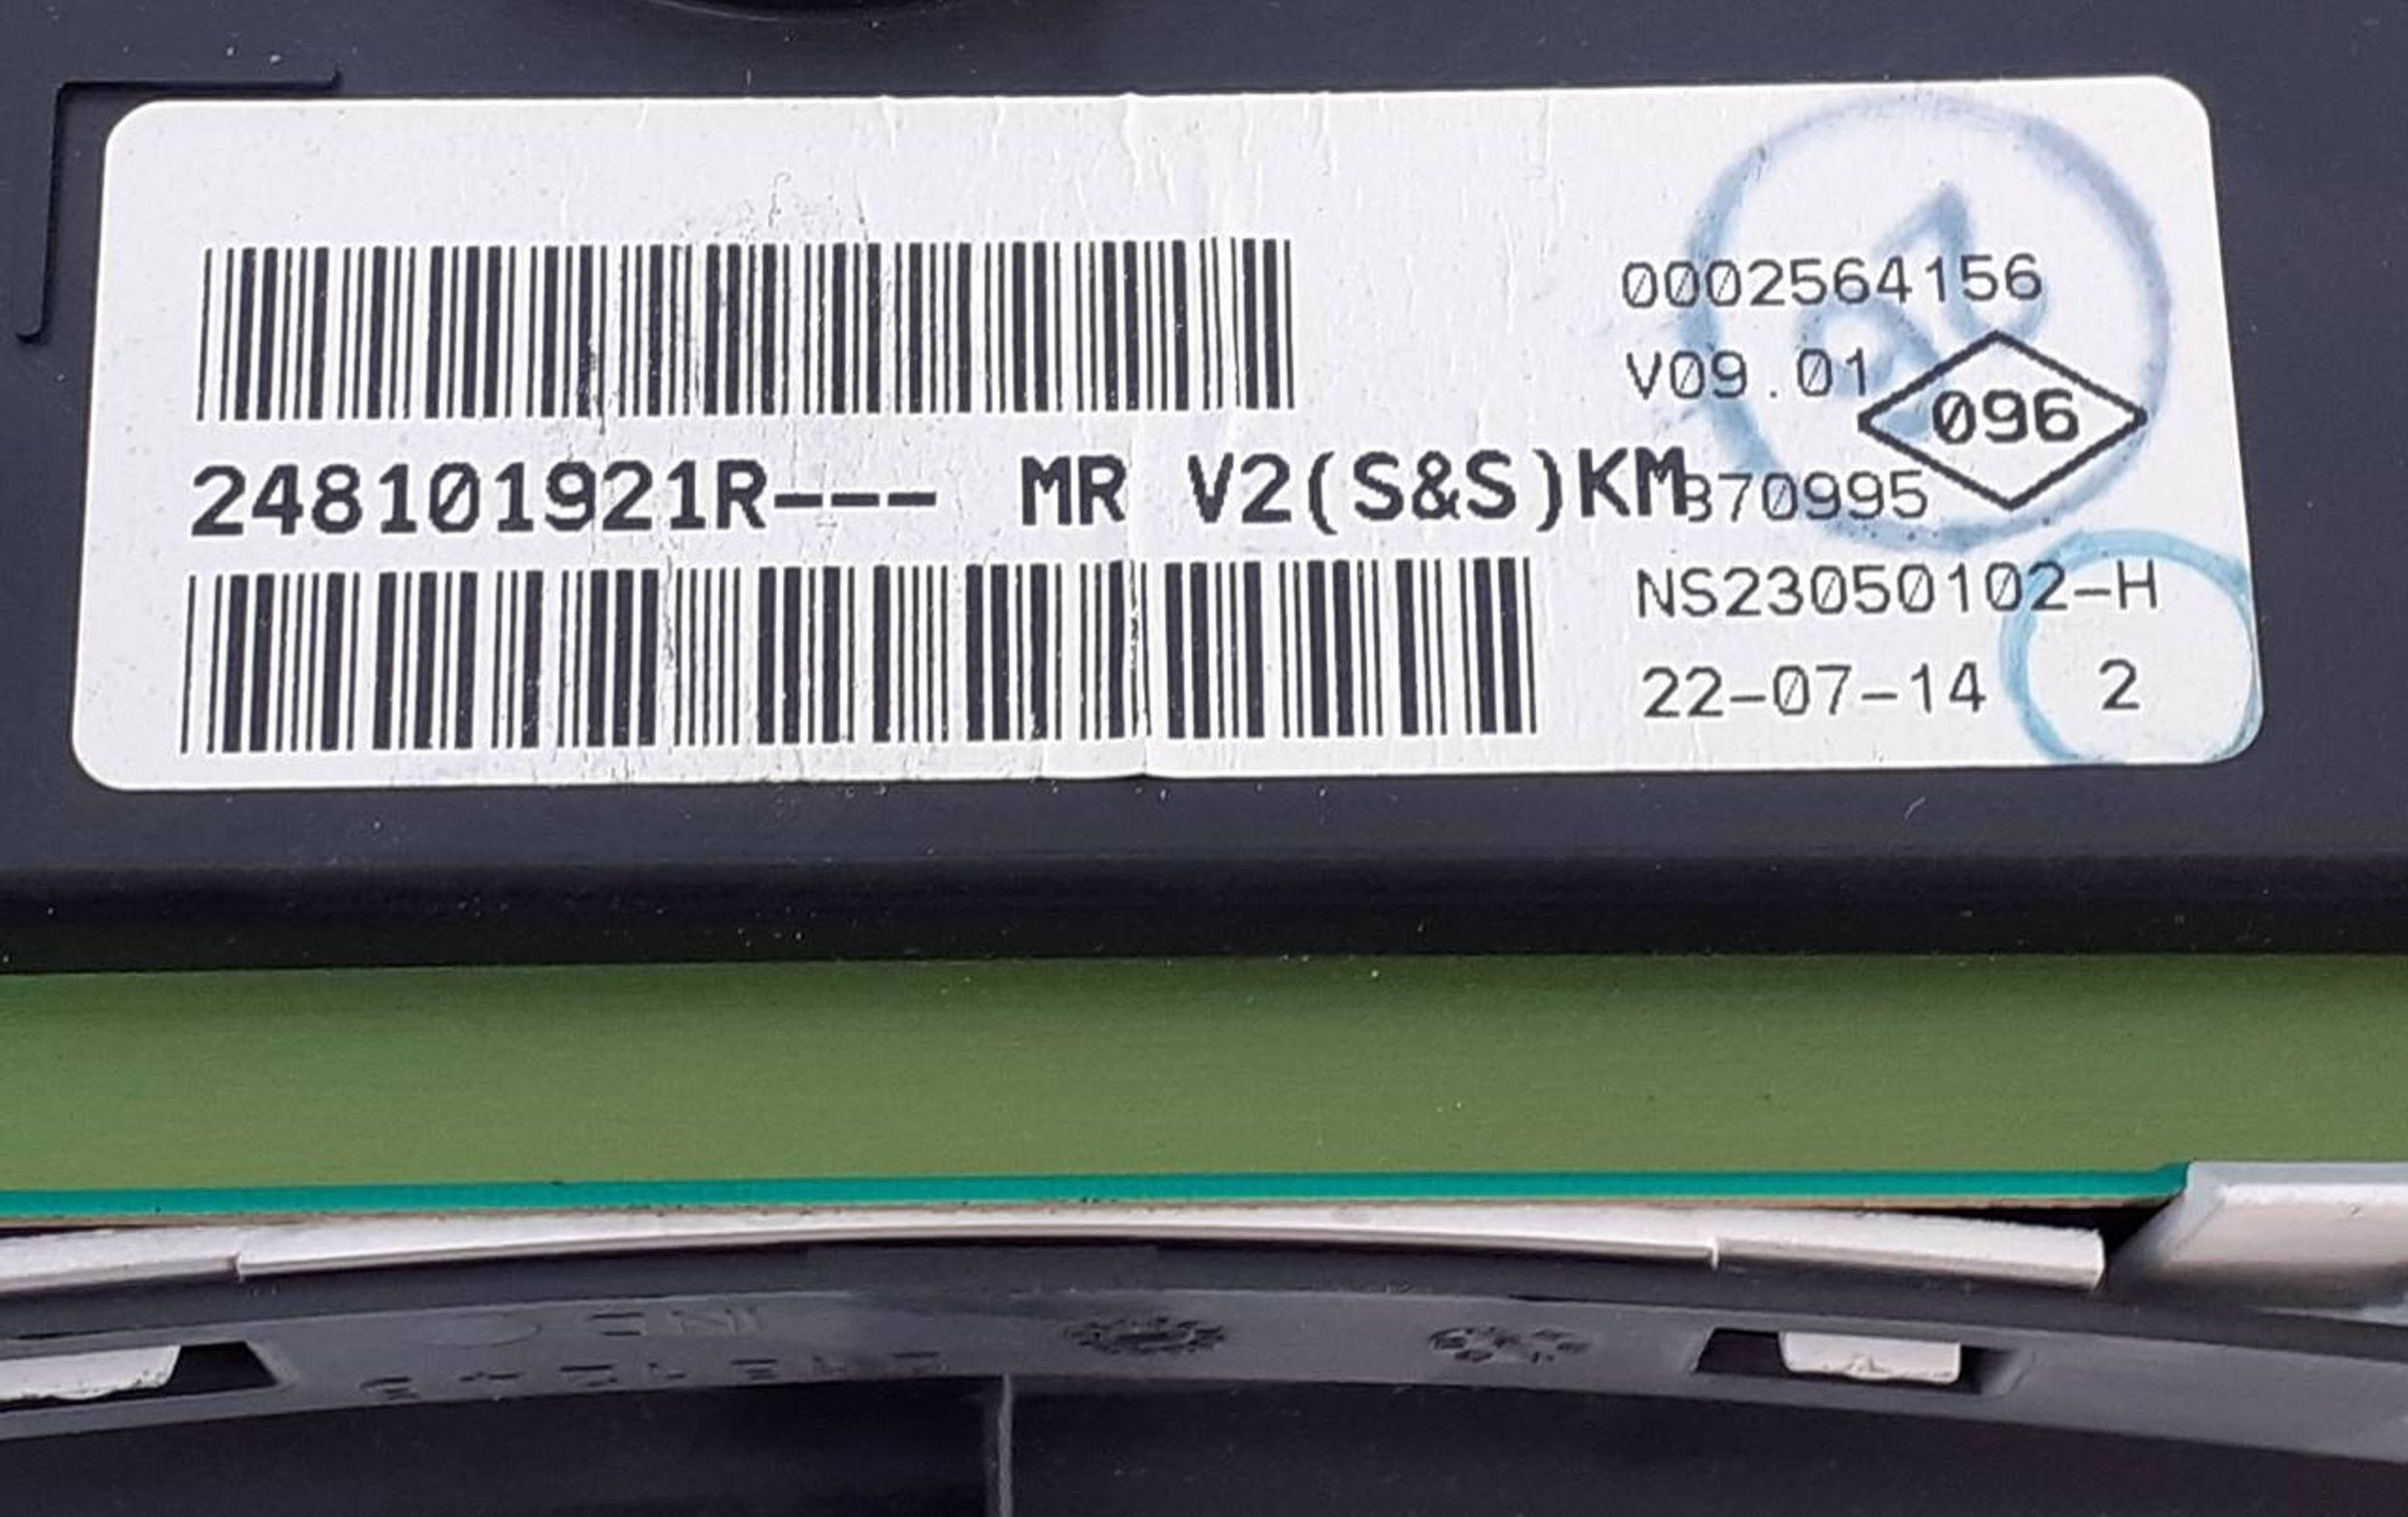 0002564156
V09.01
096
248101921R--- MR V2(S&S)KM
370995
NS23050102-H
22-07-14 2